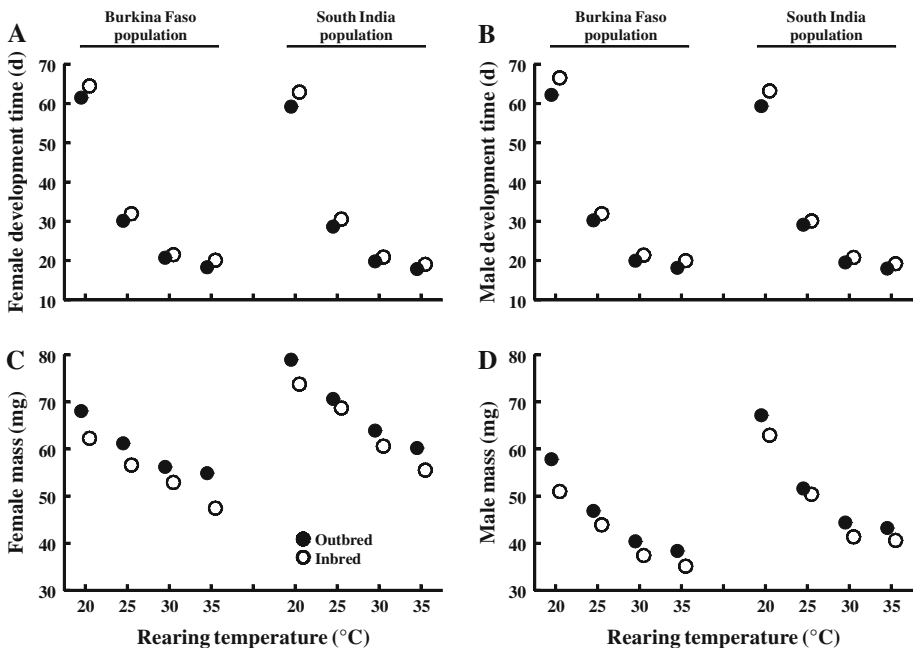 A
Burkina Faso
population
South India
population
Female development time (d)
70
60
50
40
30
20
10
B
Burkina Faso
population
South India
population
Male development time (d)
70
60
50
40
30
20
10
C
Female mass (mg)
80
70
60
50
40
30
Outbred
Inbred
20 25 30 35 20 25 30 35
Rearing temperature (°C)
D
Male mass (mg)
80
70
60
50
40
30
20 25 30 35 20 25 30 35
Rearing temperature (°C)